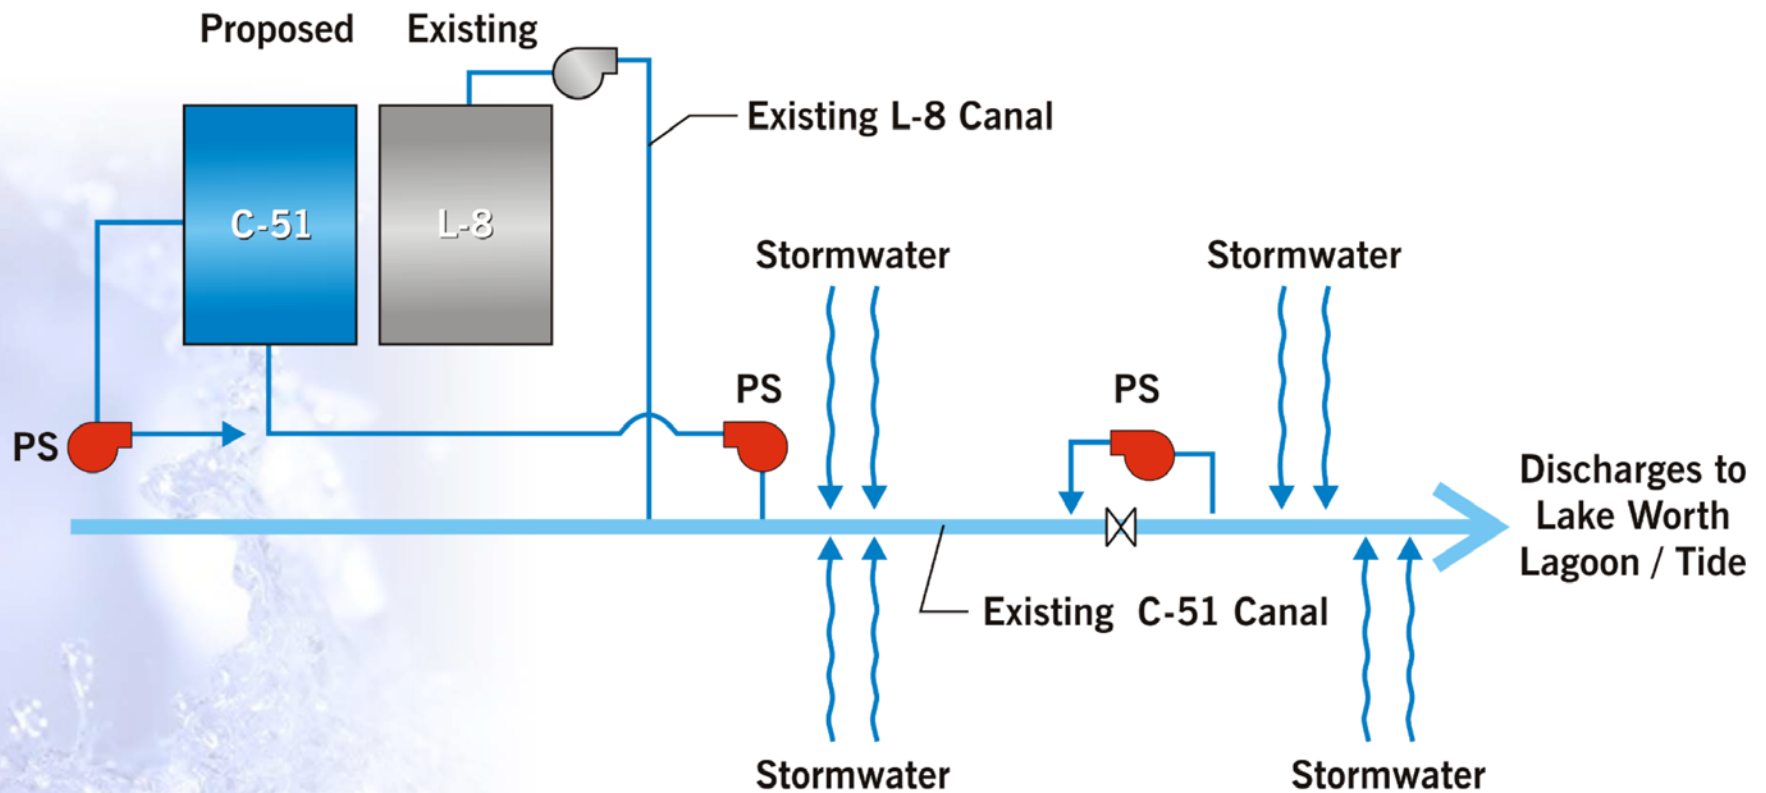 Proposed
Existing
Existing L-8 Canal
C-51
L-8
Stormwater
Stormwater
PS
PS
PS
Discharges to
Lake Worth
Lagoon / Tide
Existing C-51 Canal
Stormwater
Stormwater